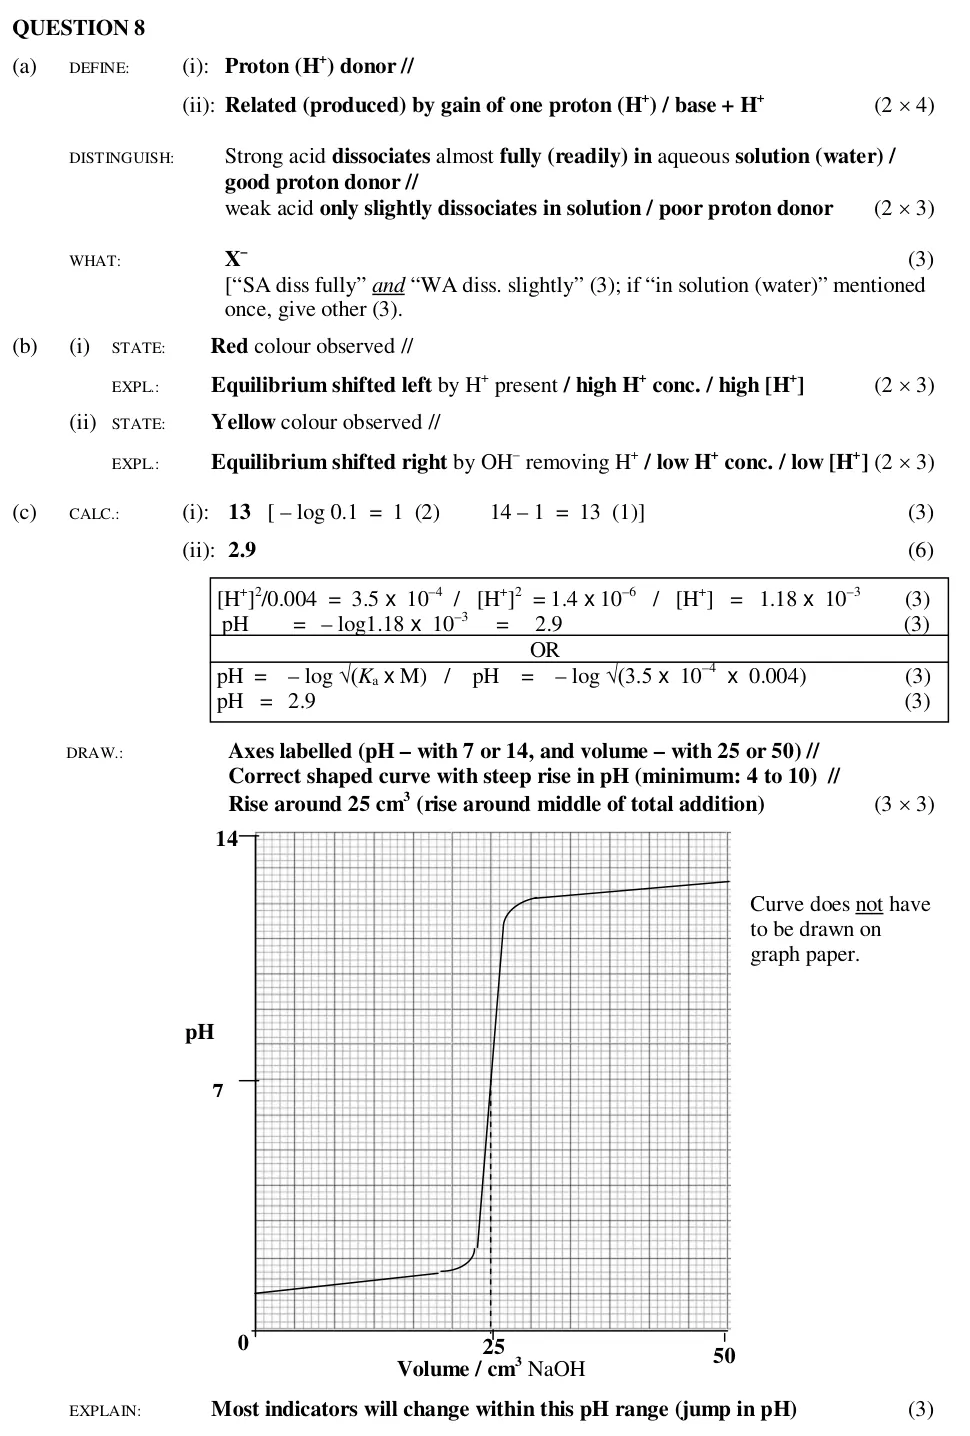 QUESTION 8
(a) DEFINE: (i): Proton (H⁺) donor //
(ii): Related (produced) by gain of one proton (H⁺) / base + H⁺ (2 × 4)
DISTINGUISH: Strong acid dissociates almost fully (readily) in aqueous solution (water) /
good proton donor //
weak acid only slightly dissociates in solution / poor proton donor (2 × 3)
WHAT: X⁻ (3)
[“SA diss fully” and “WA diss. slightly” (3); if “in solution (water)” mentioned
once, give other (3).
(b) (i) STATE: Red colour observed //
EXPL.: Equilibrium shifted left by H⁺ present / high H⁺ conc. / high [H⁺] (2 × 3)
(ii) STATE: Yellow colour observed //
EXPL.: Equilibrium shifted right by OH⁻ removing H⁺ / low H⁺ conc. / low [H⁺] (2 × 3)
(c) CALC.: (i): 13 [ – log 0.1 = 1 (2) 14 – 1 = 13 (1)] (3)
(ii): 2.9 (6)
[H⁺]²/0.004 = 3.5 x 10⁻⁴ / [H⁺]² = 1.4 x 10⁻⁶ / [H⁺] = 1.18 x 10⁻³ (3)
pH = – log1.18 x 10⁻³ = 2.9 (3)
OR
pH = – log √(Kₐ x M) / pH = – log √(3.5 x 10⁻⁴ x 0.004) (3)
pH = 2.9 (3)
DRAW.: Axes labelled (pH – with 7 or 14, and volume – with 25 or 50) //
Correct shaped curve with steep rise in pH (minimum: 4 to 10) //
Rise around 25 cm³ (rise around middle of total addition) (3 × 3)
14
Curve does not have
to be drawn on
graph paper.
pH
7
0
25
50
Volume / cm³ NaOH
EXPLAIN: Most indicators will change within this pH range (jump in pH) (3)